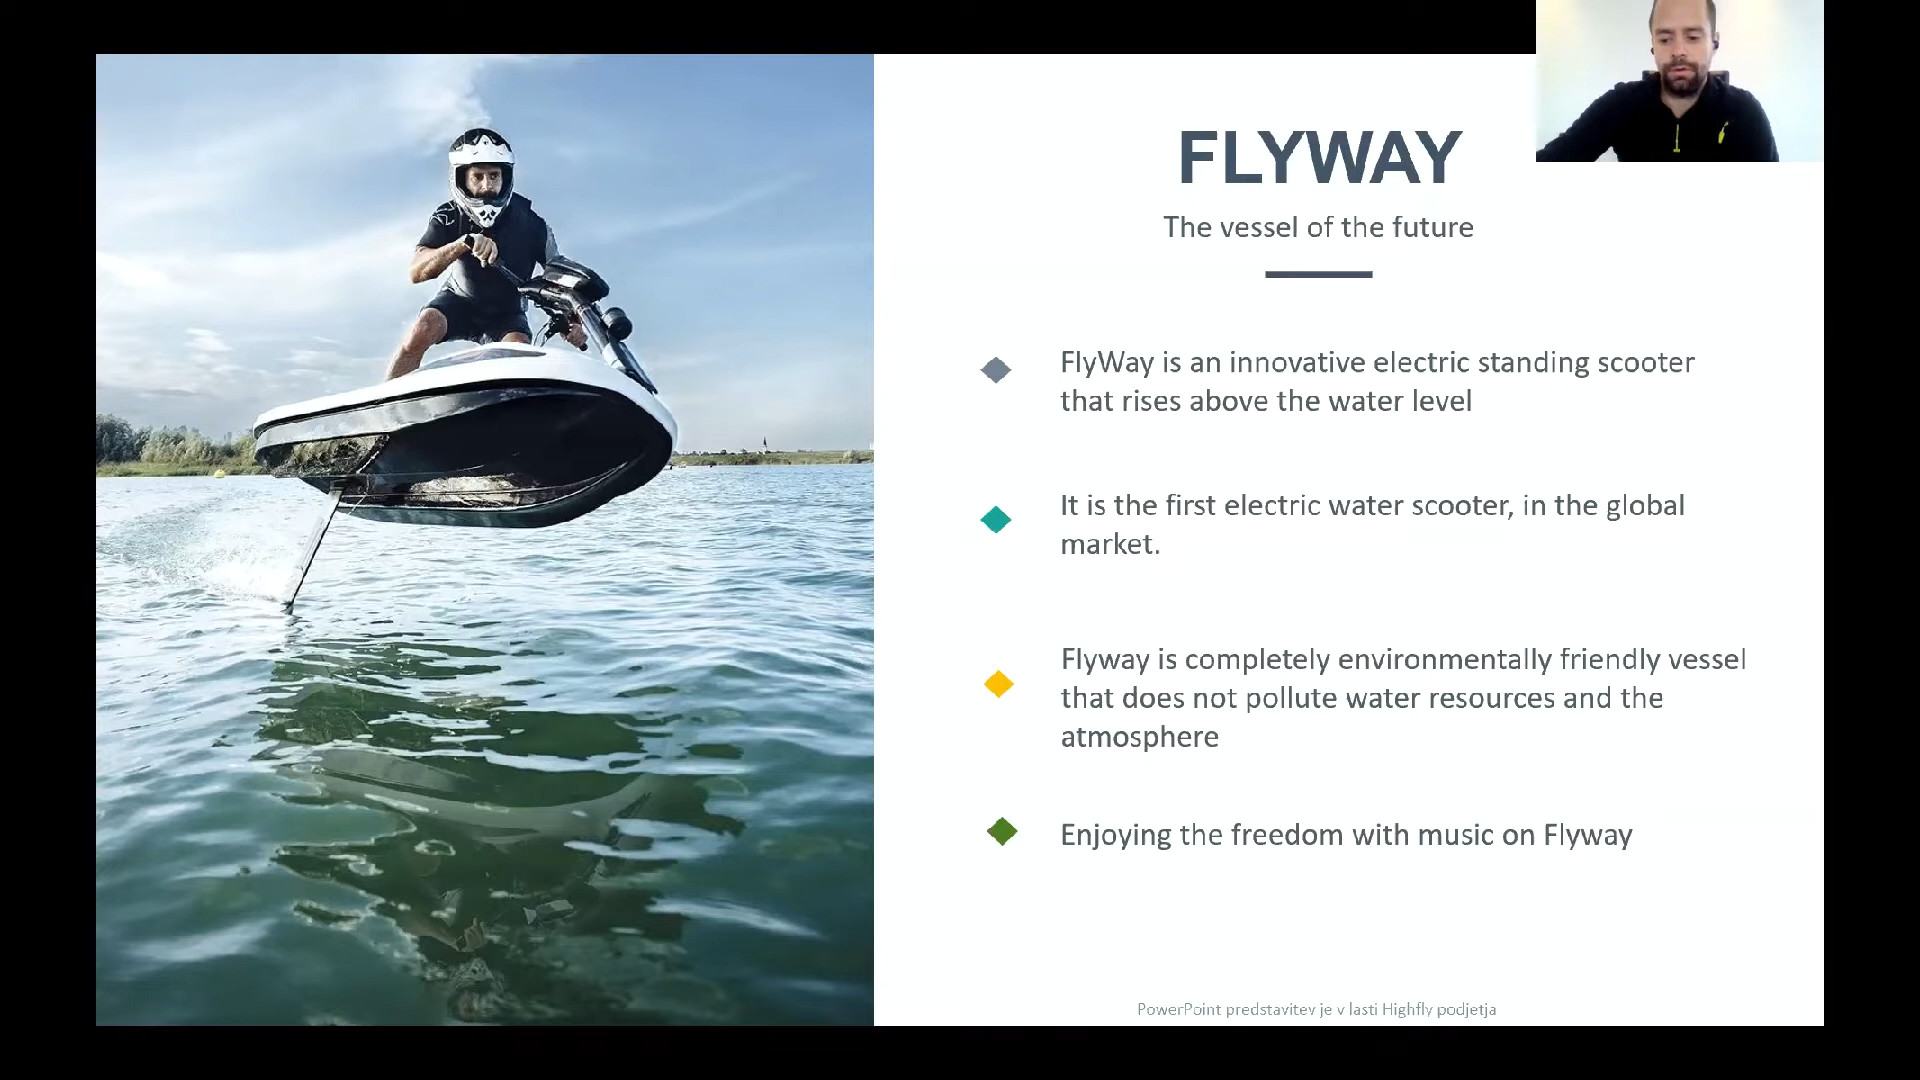 FLYWAY
The vessel of the future
FlyWay is an innovative electric standing scooter
that rises above the water level
It is the first electric water scooter, in the global
market.
Flyway is completely environmentally friendly vessel
that does not pollute water resources and the
atmosphere
Enjoying the freedom with music on Flyway
PowerPoint predstavitev je v lasti Highfly podjetja